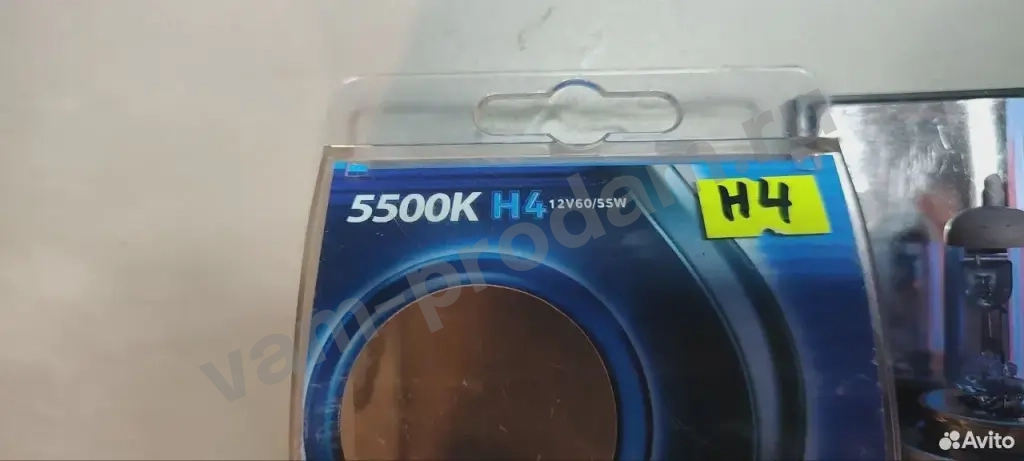 5500K H4 12V60/55W
H4
vam-prodam.ru
Avito